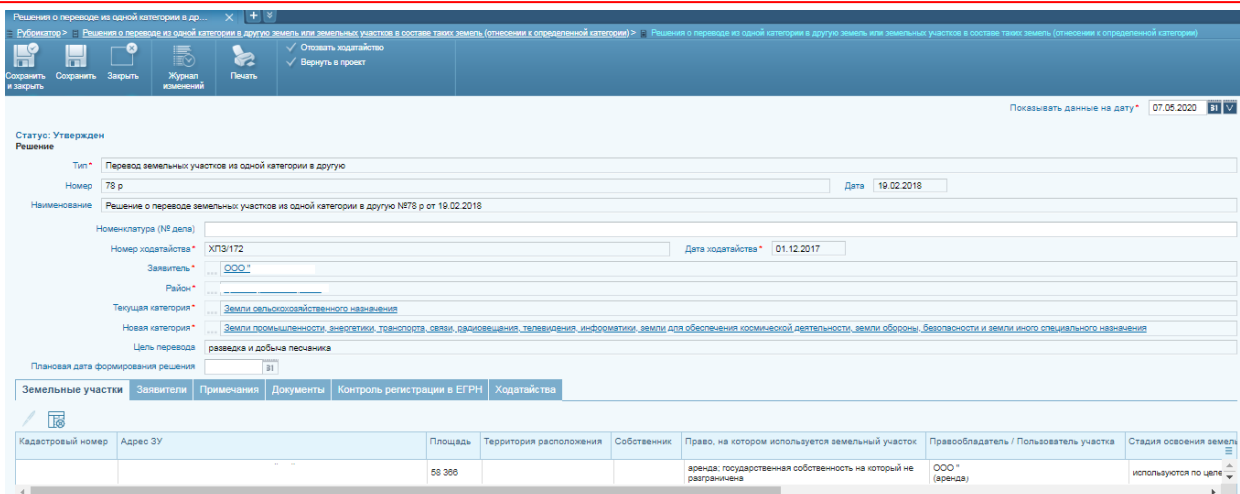 Решения о переводе из одной категории в др...
Рубрикатор > Решения о переводе из одной категории в другую земель или земельных участков в составе таких земель (отнесении к определенной категории) > Решения о переводе из одной категории в другую земель или земельных участков в составе таких земель (отнесении к определенной категории)
Сохранить и закрыть
Сохранить
Закрыть
Журнал изменений
Печать
Отозвать ходатайство
Вернуть в проект
Показывать данные на дату * 07.05.2020
Статус: Утвержден
Решение
Тип * Перевод земельных участков из одной категории в другую
Номер 78 р Дата 19.02.2018
Наименование Решение о переводе земельных участков из одной категории в другую №78 р от 19.02.2018
Номенклатура (№ дела)
Номер ходатайства * ХПЗ/172 Дата ходатайства * 01.12.2017
Заявитель * ... ООО "
Район * ...
Текущая категория * ... Земли сельскохозяйственного назначения
Новая категория * ... Земли промышленности, энергетики, транспорта, связи, радиовещания, телевидения, информатики, земли для обеспечения космической деятельности, земли обороны, безопасности и земли иного специального назначения
Цель перевода разведка и добыча песчаника
Плановая дата формирования решения 31
Земельные участки Заявители Примечания Документы Контроль регистрации в ЕГРН Ходатайства
Кадастровый номер Адрес ЗУ Площадь Территория расположения Собственник Право, на котором используется земельный участок Правообладатель / Пользователь участка Стадия освоения земель
58 366 аренда; государственная собственность на который не разграничена ООО " (аренда) используются по целе